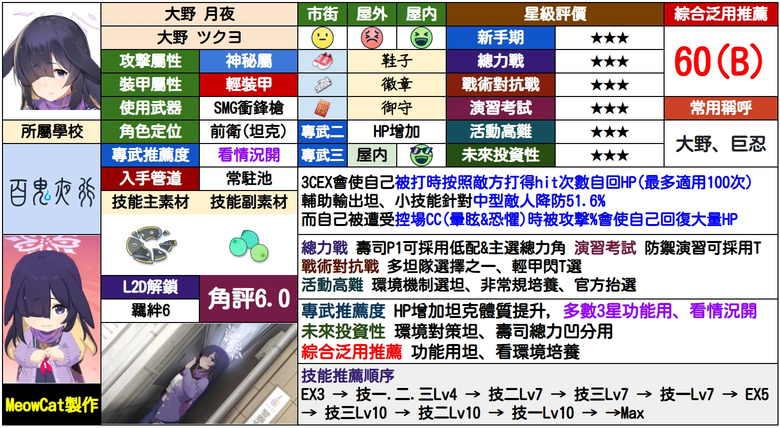 大野 月夜
大野 ツクヨ
市街 屋外 屋内
星級評價
綜合泛用推薦
60(B)
攻擊屬性 神秘屬
裝甲屬性 輕裝甲
使用武器 SMG衝鋒槍
角色定位 前衛(坦克)
專武推薦度 看情況開
入手管道 常駐池
技能主素材 技能副素材
鞋子
徽章
御守
專武二 HP增加
專武三 屋內
新手期 ★★★
總力戰 ★★★
戰術對抗戰 ★★★
演習考試 ★★★
活動高難 ★★★
未來投資性 ★★★
常用稱呼
大野、巨忍
所屬學校
百鬼夜行
3CEX會使自己被打時按照敵方打得hit次數自回HP(最多適用100次)
輔助輸出坦、小技能針對中型敵人降防51.6%
而自己被遭受控場CC(暈眩&恐懼)時被攻擊%會使自己回復大量HP
總力戰 壽司P1可採用低配&主選總力角 演習考試 防禦演習可採用T
戰術對抗戰 多坦隊選擇之一、輕甲閃T選
活動高難 環境機制選坦、非常規培養、官方抬選
L2D解鎖
羈絆6
角評6.0
專武推薦度 HP增加坦克體質提升，多數3星功能用、看情況開
未來投資性 環境對策坦、壽司總力凹分用
綜合泛用推薦 功能用坦、看環境培養
技能推薦順序
EX3 → 技一.二.三Lv4 → 技二Lv7 → 技三Lv7 → 技一Lv7 → EX5
→ 技三Lv10 → 技二Lv10 → 技一Lv10 → →Max
MeowCat製作